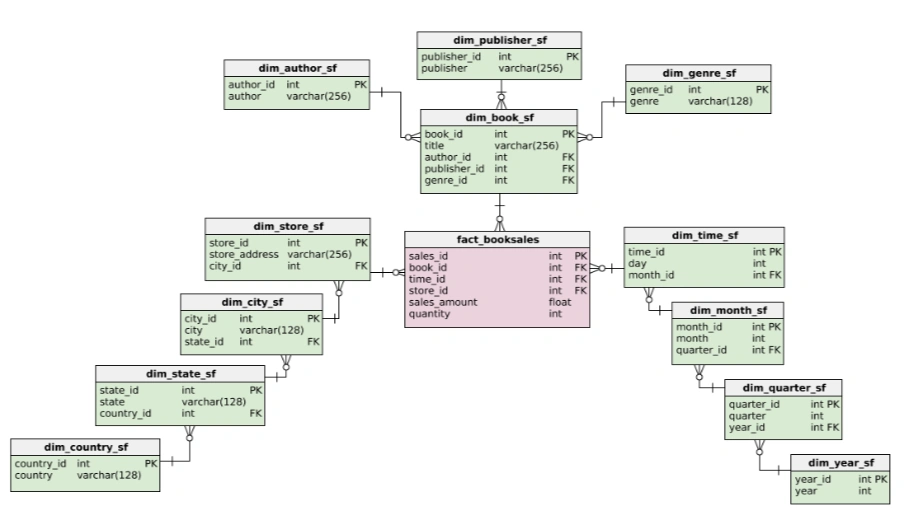 dim_publisher_sf
publisher_id int PK
publisher varchar(256)
dim_author_sf
author_id int PK
author varchar(256)
dim_genre_sf
genre_id int PK
genre varchar(128)
dim_book_sf
book_id int PK
title varchar(256)
author_id int FK
publisher_id int FK
genre_id int FK
dim_store_sf
store_id int PK
store_address varchar(256)
city_id int FK
fact_booksales
sales_id int PK
book_id int FK
time_id int FK
store_id int FK
sales_amount float
quantity int
dim_time_sf
time_id int PK
day int
month_id int FK
dim_city_sf
city_id int PK
city varchar(128)
state_id int FK
dim_month_sf
month_id int PK
month int
quarter_id int FK
dim_state_sf
state_id int PK
state varchar(128)
country_id int FK
dim_quarter_sf
quarter_id int PK
quarter int
year_id int FK
dim_country_sf
country_id int PK
country varchar(128)
dim_year_sf
year_id int PK
year int